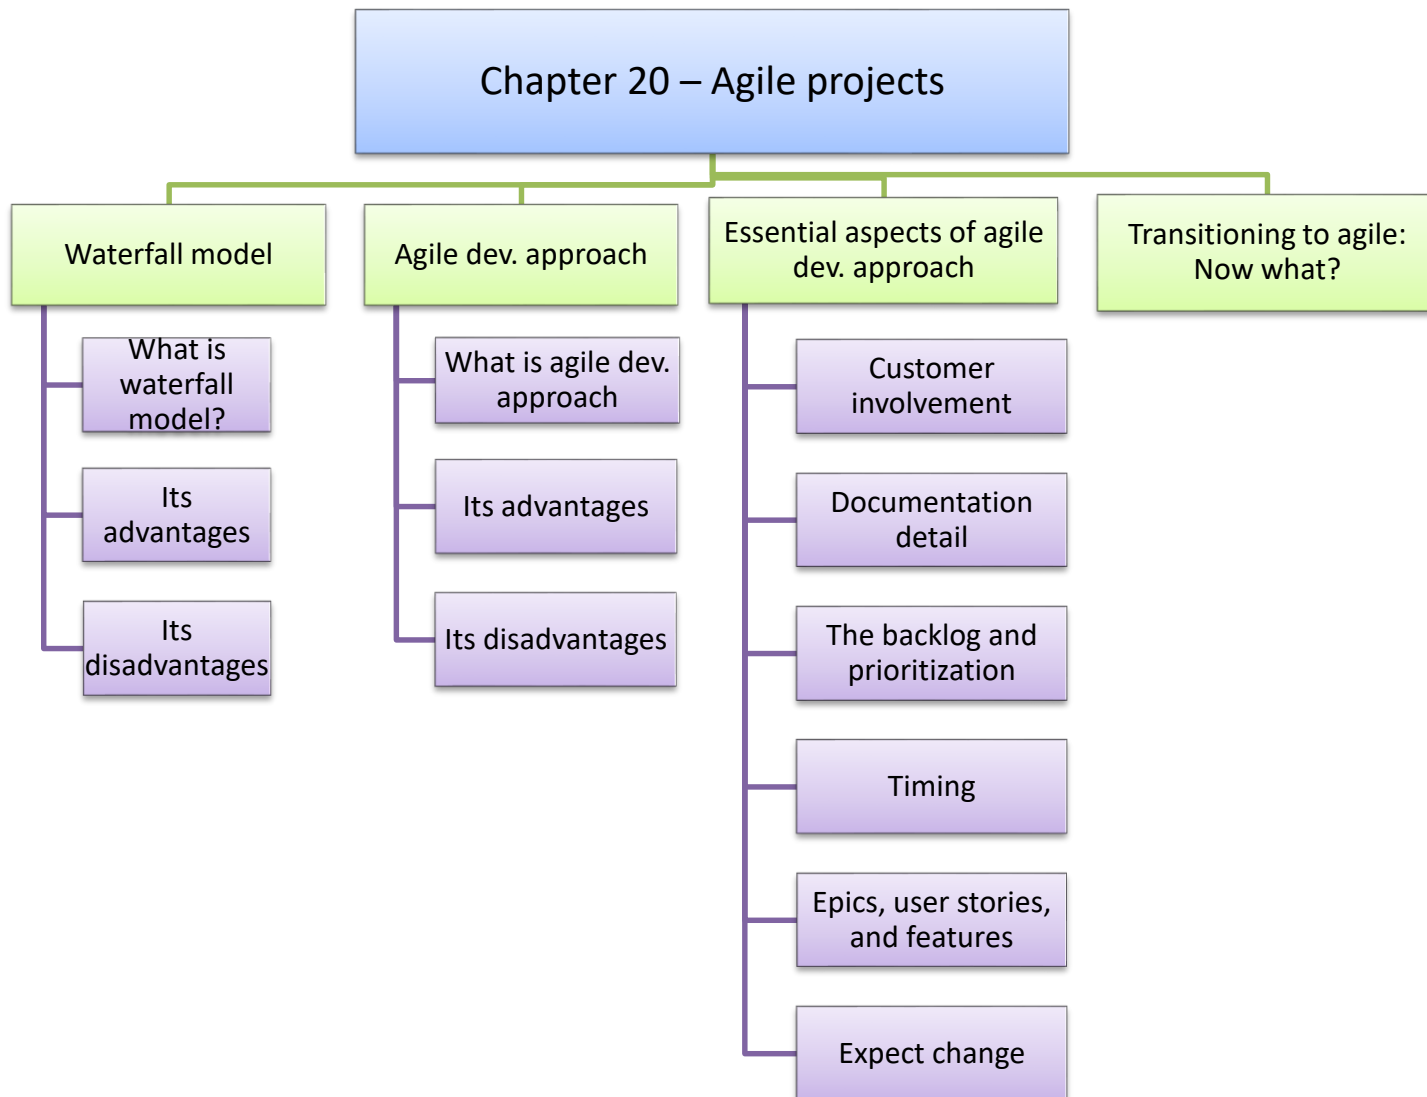 Chapter 20 – Agile projects
Waterfall model
What is
waterfall
model?
Its
advantages
Its
disadvantages
Agile dev. approach
What is agile dev.
approach
Its advantages
Its disadvantages
Essential aspects of agile
dev. approach
Customer
involvement
Documentation
detail
The backlog and
prioritization
Timing
Epics, user stories,
and features
Expect change
Transitioning to agile:
Now what?